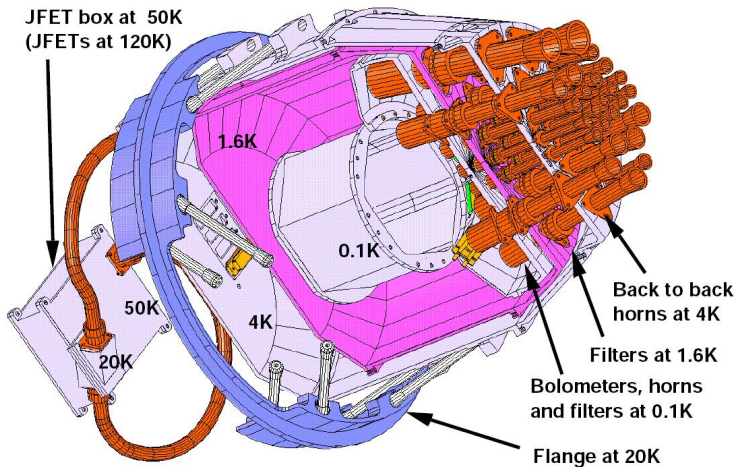 JFET box at 50K
(JFETs at 120K)
1.6K
0.1K
50K
4K
20K
Back to back
horns at 4K
Filters at 1.6K
Bolometers, horns
and filters at 0.1K
Flange at 20K